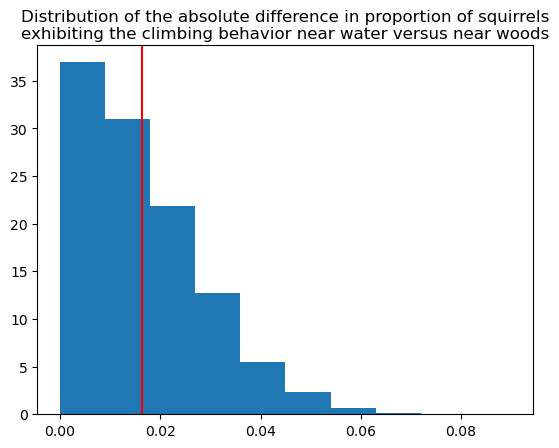 Distribution of the absolute difference in proportion of squirrels
exhibiting the climbing behavior near water versus near woods
35
30
25
20
15
10
5
0
0.00 0.02 0.04 0.06 0.08